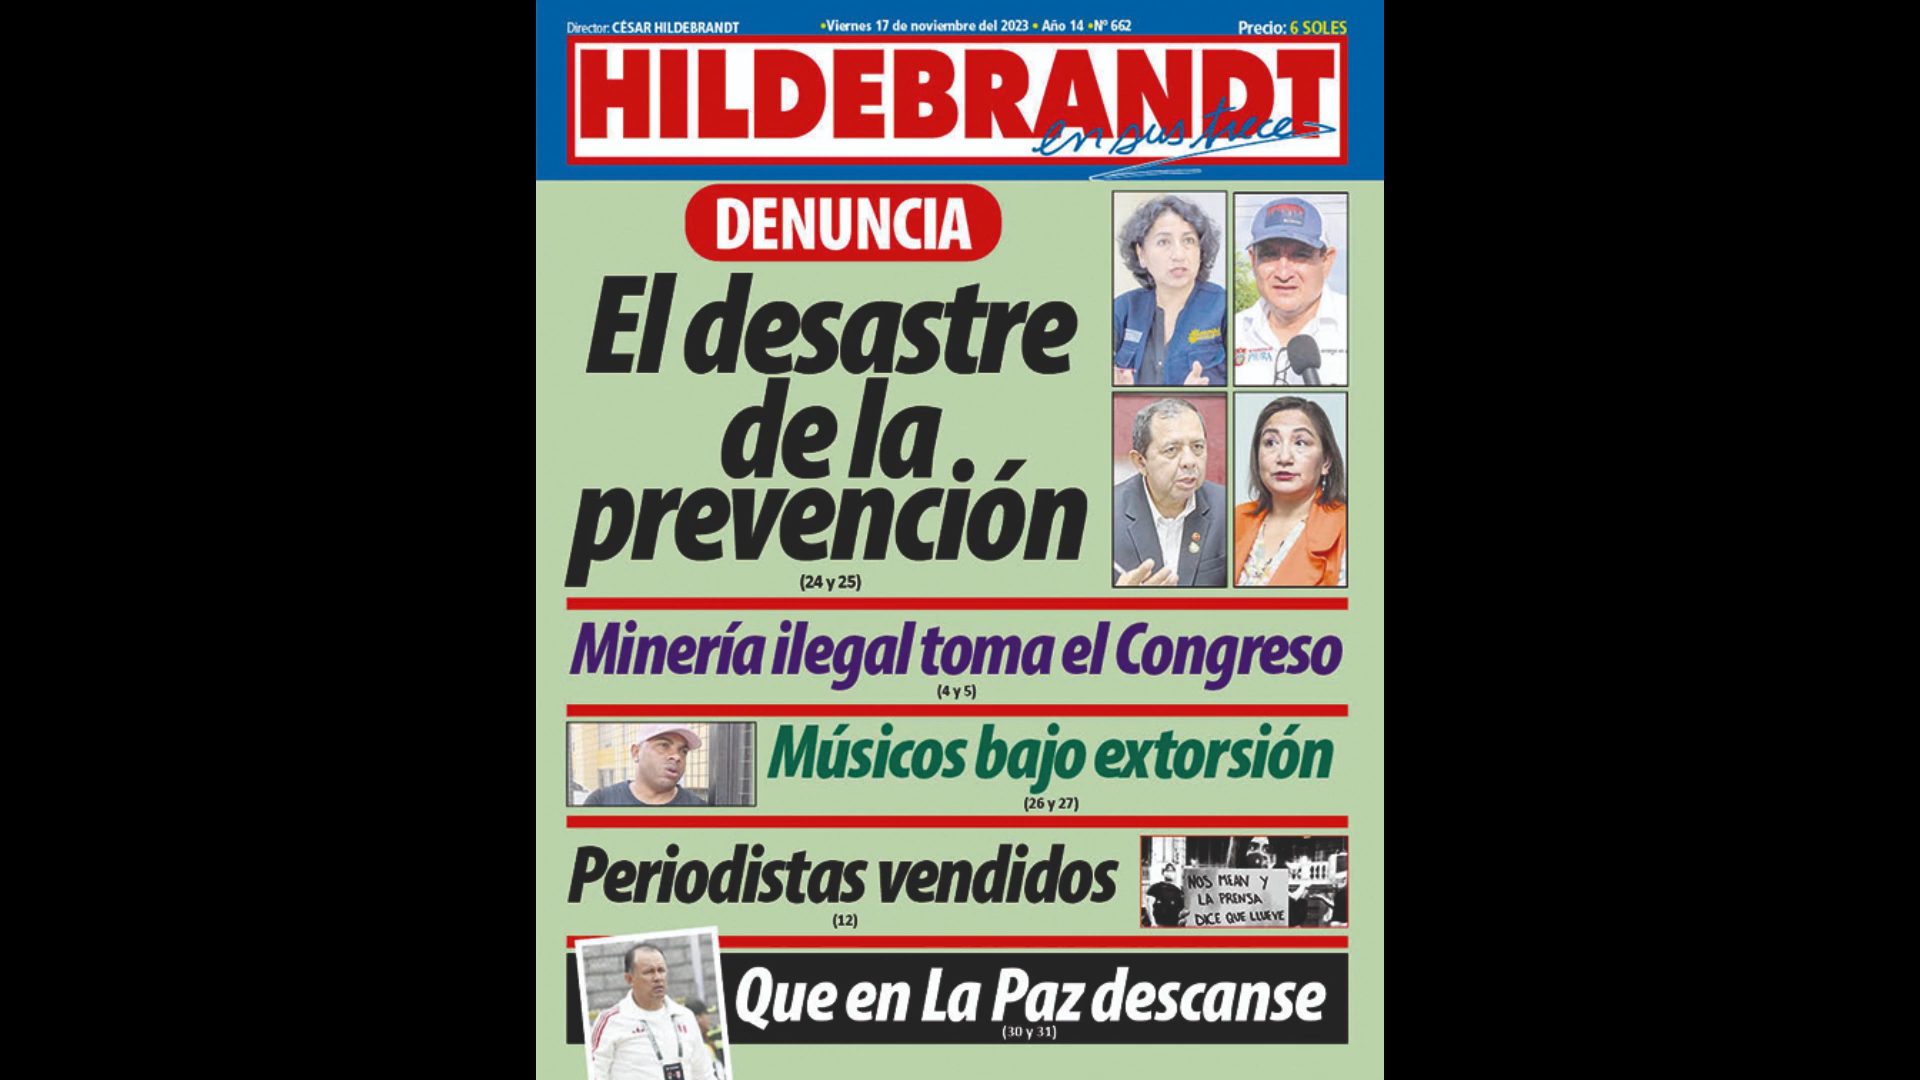 Director: CÉSAR HILDEBRANDT
•Viernes 17 de noviembre del 2023 • Año 14 •Nº 662
Precio: 6 SOLES
HILDEBRANDT
en sus trece
DENUNCIA
El desastre
de la
prevención
(24 y 25)
PIURA
Minería ilegal toma el Congreso
(4 y 5)
Músicos bajo extorsión
(26 y 27)
Periodistas vendidos
(12)
NOS MEAN Y
LA PRENSA
DICE QUE LLUEVE
Que en La Paz descanse
(30 y 31)